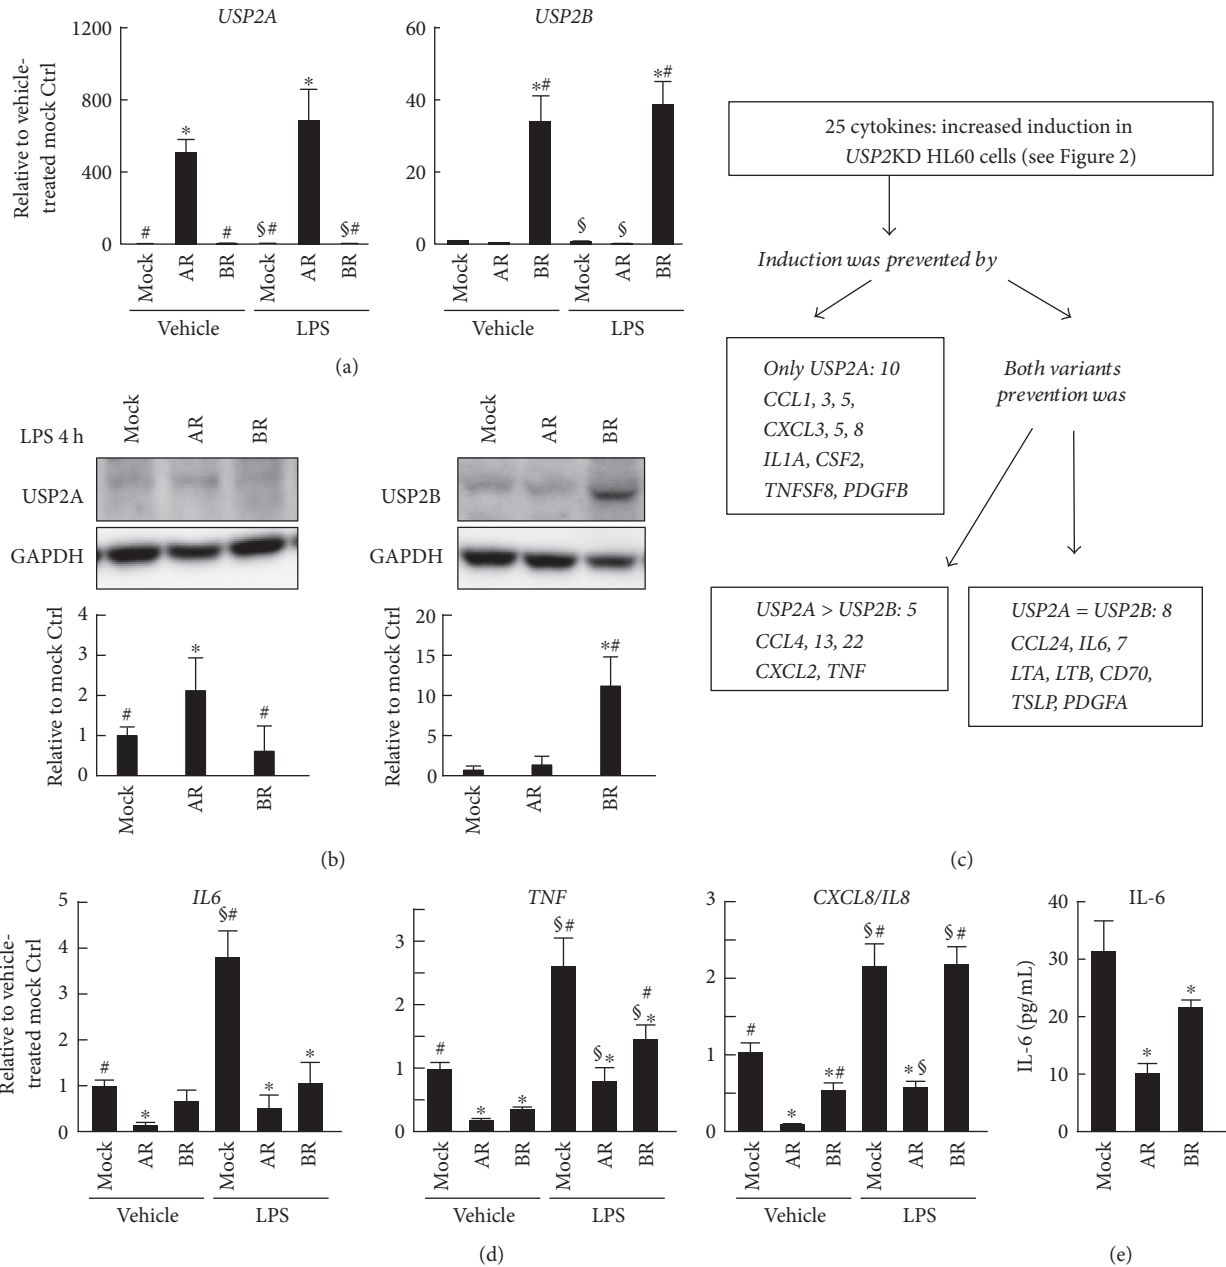 USP2A
1200
800
400
0
Relative to vehicle-
treated mock Ctrl
# * # §# * §#
Mock AR BR Mock AR BR
Vehicle LPS
USP2B
60
40
20
0
*# § § *#
Mock AR BR Mock AR BR
Vehicle LPS
(a)
LPS 4 h
Mock AR BR
USP2A
GAPDH
Relative to mock Ctrl
4
3
2
1
0
# * #
Mock AR BR
Mock AR BR
USP2B
GAPDH
Relative to mock Ctrl
20
15
10
5
0
*#
Mock AR BR
(b)
25 cytokines: increased induction in
USP2KD HL60 cells (see Figure 2)
Induction was prevented by
Only USP2A: 10
CCL1, 3, 5,
CXCL3, 5, 8
IL1A, CSF2,
TNFSF8, PDGFB
Both variants
prevention was
USP2A > USP2B: 5
CCL4, 13, 22
CXCL2, TNF
USP2A = USP2B: 8
CCL24, IL6, 7
LTA, LTB, CD70,
TSLP, PDGFA
(c)
IL6
Relative to vehicle-
treated mock Ctrl
5
4
3
2
1
0
# * §# * *
Mock AR BR Mock AR BR
Vehicle LPS
TNF
3
2
1
0
# * * §# §* #
§*
Mock AR BR Mock AR BR
Vehicle LPS
CXCL8/IL8
3
2
1
0
# * *# §# *§ §#
Mock AR BR Mock AR BR
Vehicle LPS
(d)
IL-6
IL-6 (pg/mL)
40
30
20
10
0
* *
Mock AR BR
(e)